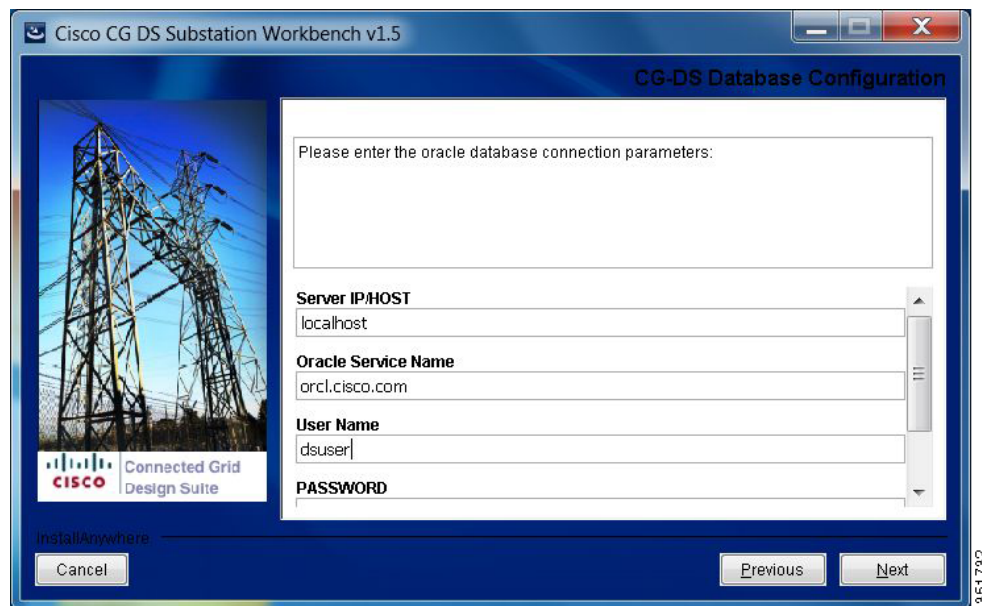 Cisco CG DS Substation Workbench v1.5
CG-DS Database Configuration
Please enter the oracle database connection parameters:
Server IP/HOST
localhost
Oracle Service Name
orcl.cisco.com
User Name
dsuser
PASSWORD
CISCO
Connected Grid
Design Suite
InstallAnywhere
Cancel
Previous
Next
361732